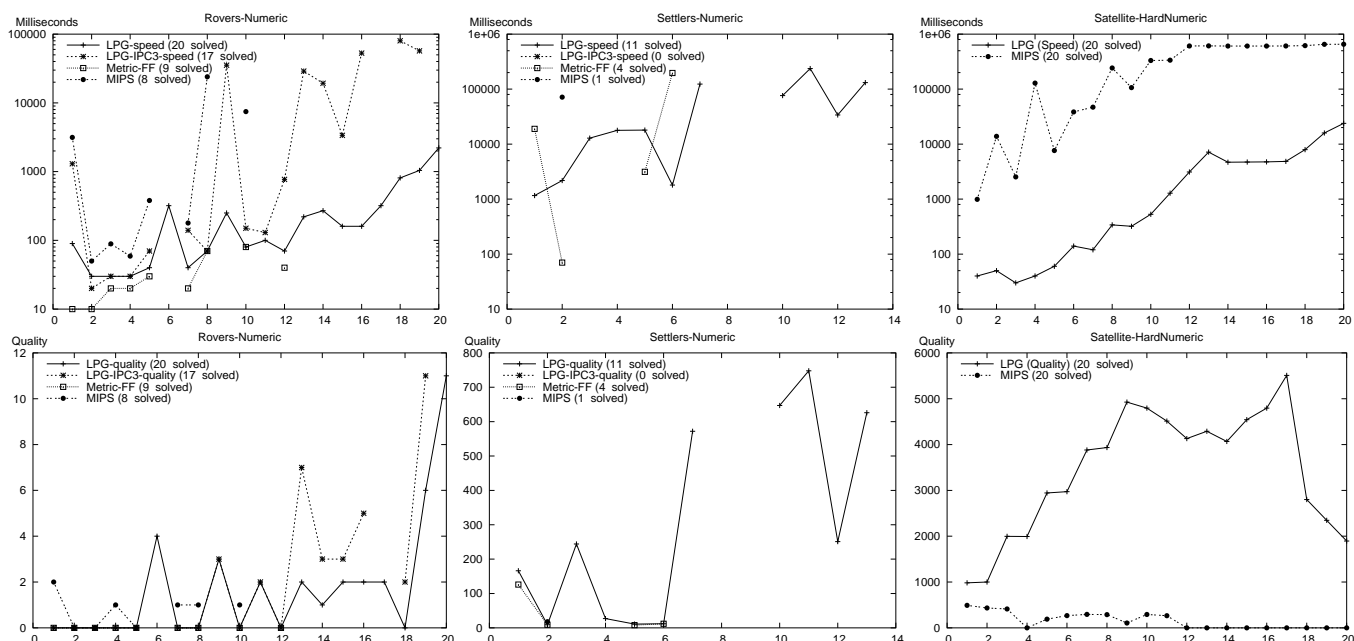 Milliseconds
Rovers-Numeric
LPG-speed (20 solved)
LPG-IPC3-speed (17 solved)
Metric-FF (9 solved)
MIPS (8 solved)
100000
10000
1000
100
10
0 2 4 6 8 10 12 14 16 18 20
Milliseconds
Settlers-Numeric
LPG-speed (11 solved)
LPG-IPC3-speed (0 solved)
Metric-FF (4 solved)
MIPS (1 solved)
1e+06
100000
10000
1000
100
10
0 2 4 6 8 10 12 14
Milliseconds
Satellite-HardNumeric
LPG (Speed) (20 solved)
MIPS (20 solved)
1e+06
100000
10000
1000
100
10
0 2 4 6 8 10 12 14 16 18 20
Quality
Rovers-Numeric
LPG-quality (20 solved)
LPG-IPC3-quality (17 solved)
Metric-FF (9 solved)
MIPS (8 solved)
12
10
8
6
4
2
0
0 2 4 6 8 10 12 14 16 18 20
Quality
Settlers-Numeric
LPG-quality (11 solved)
LPG-IPC3-quality (0 solved)
Metric-FF (4 solved)
MIPS (1 solved)
800
700
600
500
400
300
200
100
0
0 2 4 6 8 10 12 14
Quality
Satellite-HardNumeric
LPG (Quality) (20 solved)
MIPS (20 solved)
6000
5000
4000
3000
2000
1000
0
0 2 4 6 8 10 12 14 16 18 20